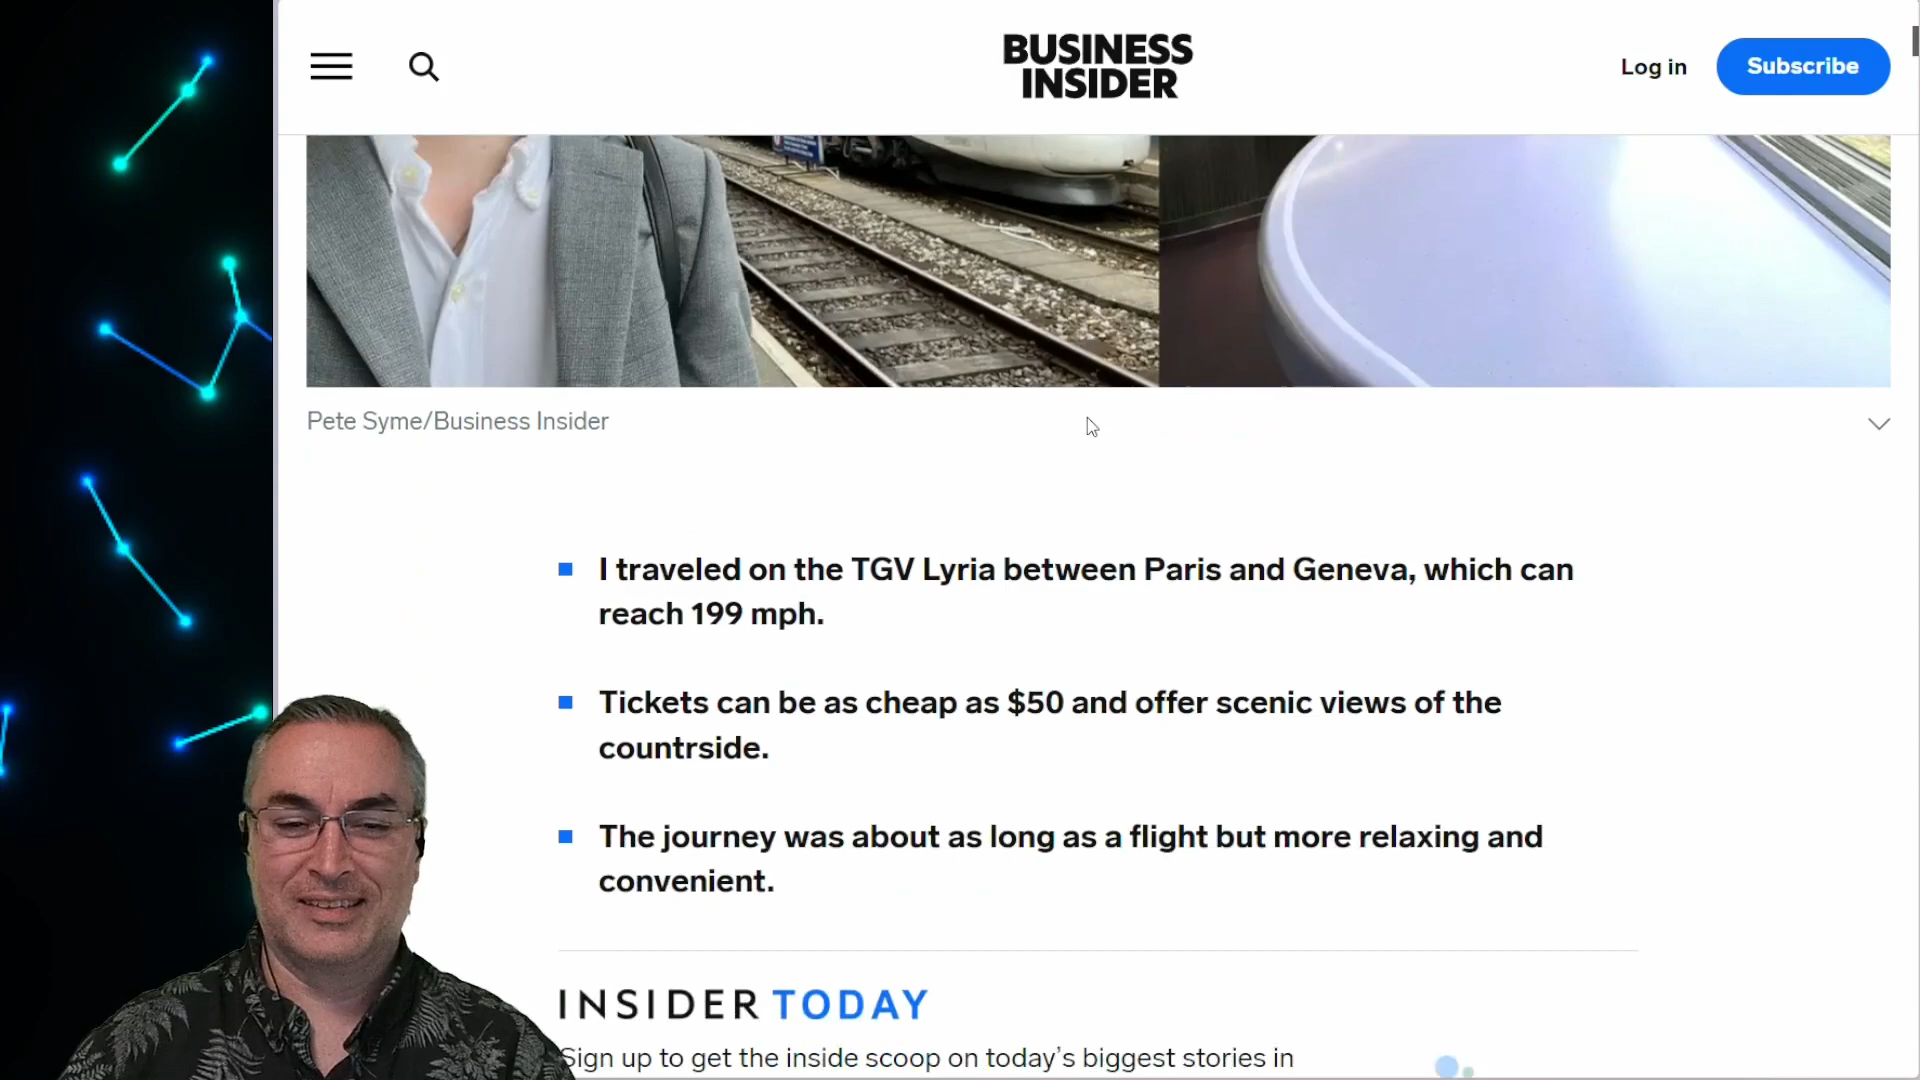 BUSINESS
INSIDER
Log in
Subscribe
Pete Syme/Business Insider
I traveled on the TGV Lyria between Paris and Geneva, which can
reach 199 mph.
Tickets can be as cheap as $50 and offer scenic views of the
countrside.
The journey was about as long as a flight but more relaxing and
convenient.
INSIDER TODAY
Sign up to get the inside scoop on today's biggest stories in